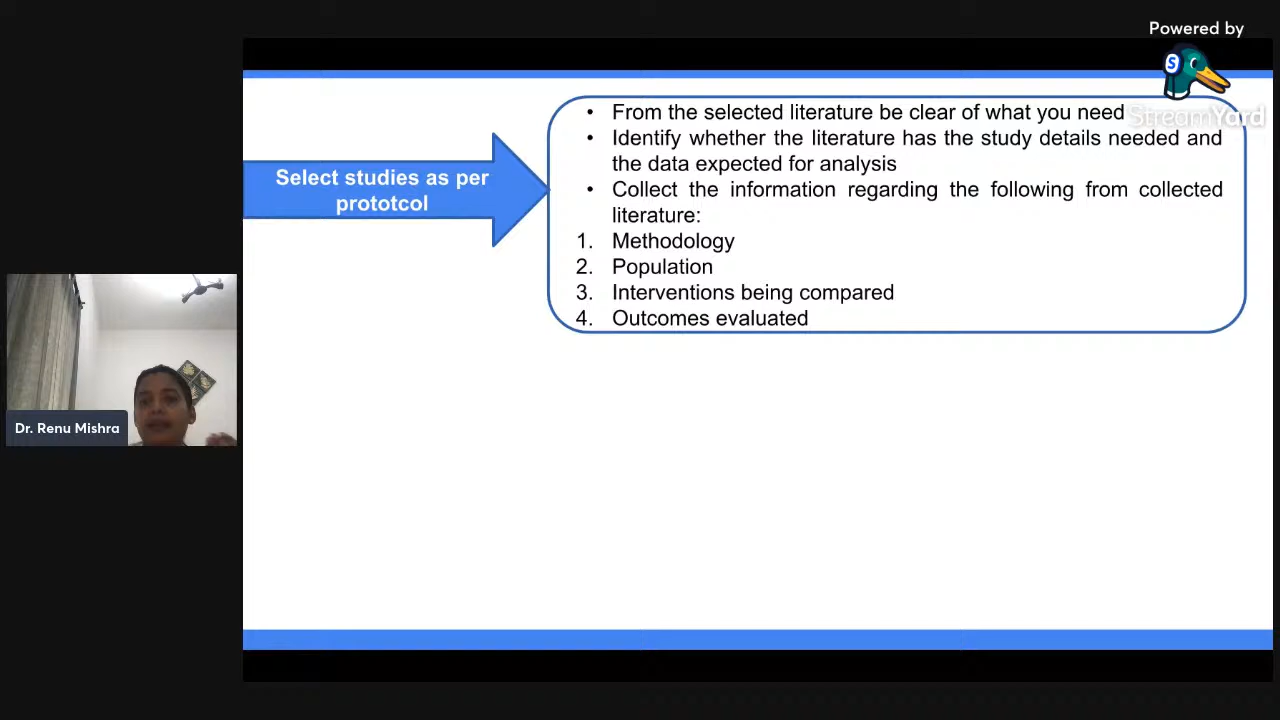 Powered by
StreamYard
Select studies as per
prototcol
• From the selected literature be clear of what you need
• Identify whether the literature has the study details needed and
the data expected for analysis
• Collect the information regarding the following from collected
literature:
1. Methodology
2. Population
3. Interventions being compared
4. Outcomes evaluated
Dr. Renu Mishra